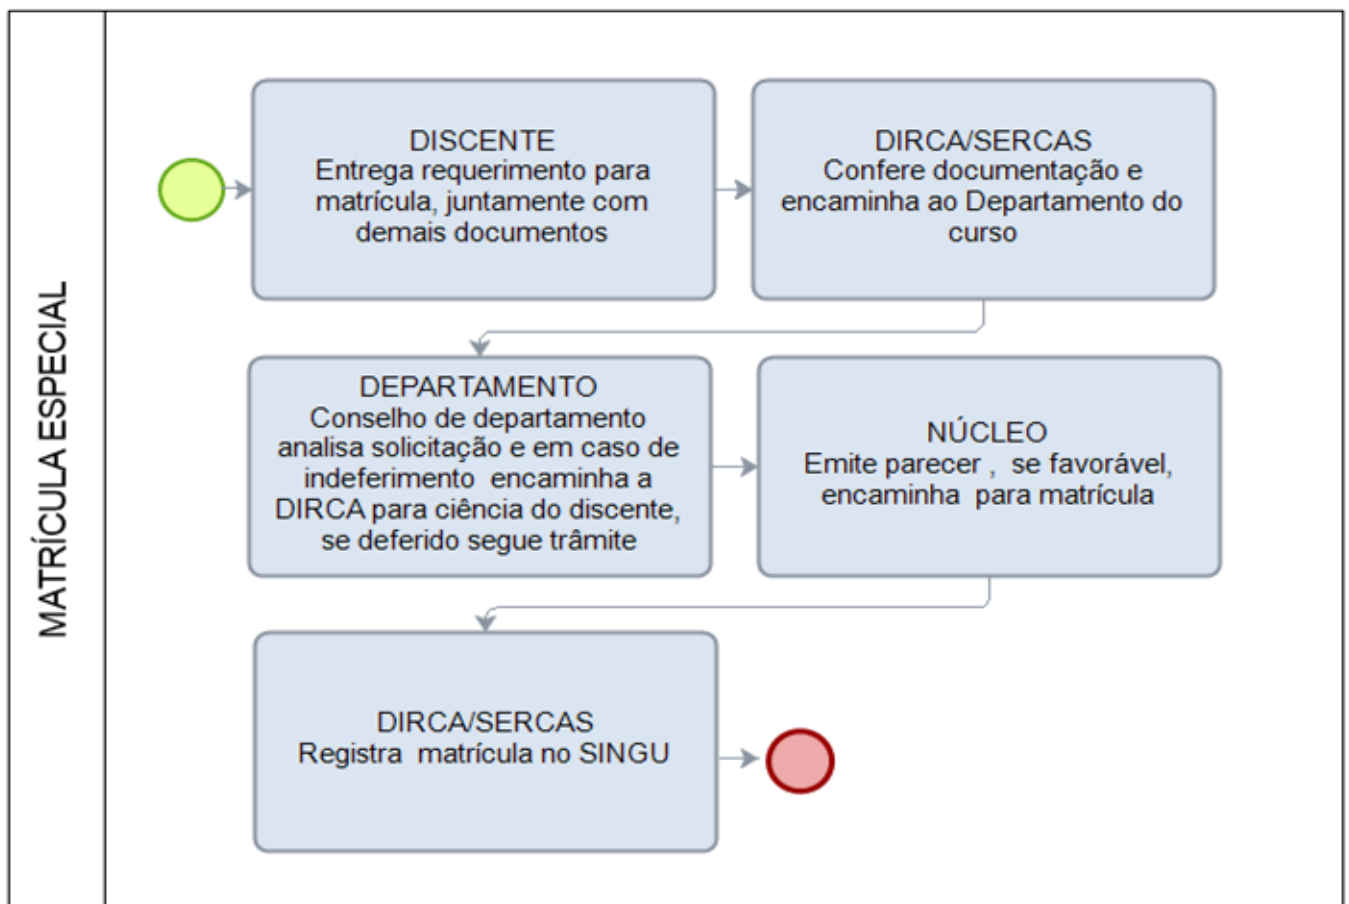 MATRÍCULA ESPECIAL
DISCENTE
Entrega requerimento para
matrícula, juntamente com
demais documentos
DIRCA/SERCAS
Confere documentação e
encaminha ao Departamento do
curso
DEPARTAMENTO
Conselho de departamento
analisa solicitação e em caso de
indeferimento encaminha a
DIRCA para ciência do discente,
se deferido segue trâmite
NÚCLEO
Emite parecer , se favorável,
encaminha para matrícula
DIRCA/SERCAS
Registra matrícula no SINGU